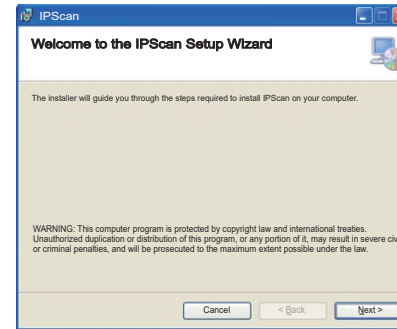 IPScan
Welcome to the IPScan Setup Wizard
The installer will guide you through the steps required to install IPScan on your computer.
WARNING: This computer program is protected by copyright law and international treaties.
Unauthorized duplication or distribution of this program, or any portion of it, may result in severe civ
or criminal penalties, and will be prosecuted to the maximum extent possible under the law.
Cancel < Back Next >